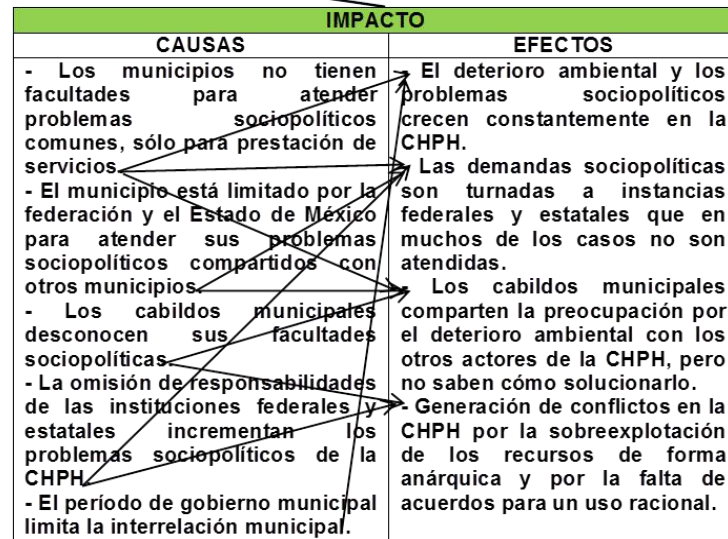 IMPACTO
CAUSAS
EFECTOS
- Los municipios no tienen
facultades para atender
problemas sociopolíticos
comunes, sólo para prestación de
servicios.
- El municipio está limitado por la
federación y el Estado de México
para atender sus problemas
sociopolíticos compartidos con
otros municipios.
- Los cabildos municipales
desconocen sus facultades
sociopolíticas.
- La omisión de responsabilidades
de las instituciones federales y
estatales incrementan los
problemas sociopolíticos de la
CHPH.
- El período de gobierno municipal
limita la interrelación municipal.
- El deterioro ambiental y los
problemas sociopolíticos
crecen constantemente en la
CHPH.
- Las demandas sociopolíticas
son turnadas a instancias
federales y estatales que en
muchos de los casos no son
atendidas.
- Los cabildos municipales
comparten la preocupación por
el deterioro ambiental con los
otros actores de la CHPH, pero
no saben cómo solucionarlo.
- Generación de conflictos en la
CHPH por la sobreexplotación
de los recursos de forma
anárquica y por la falta de
acuerdos para un uso racional.